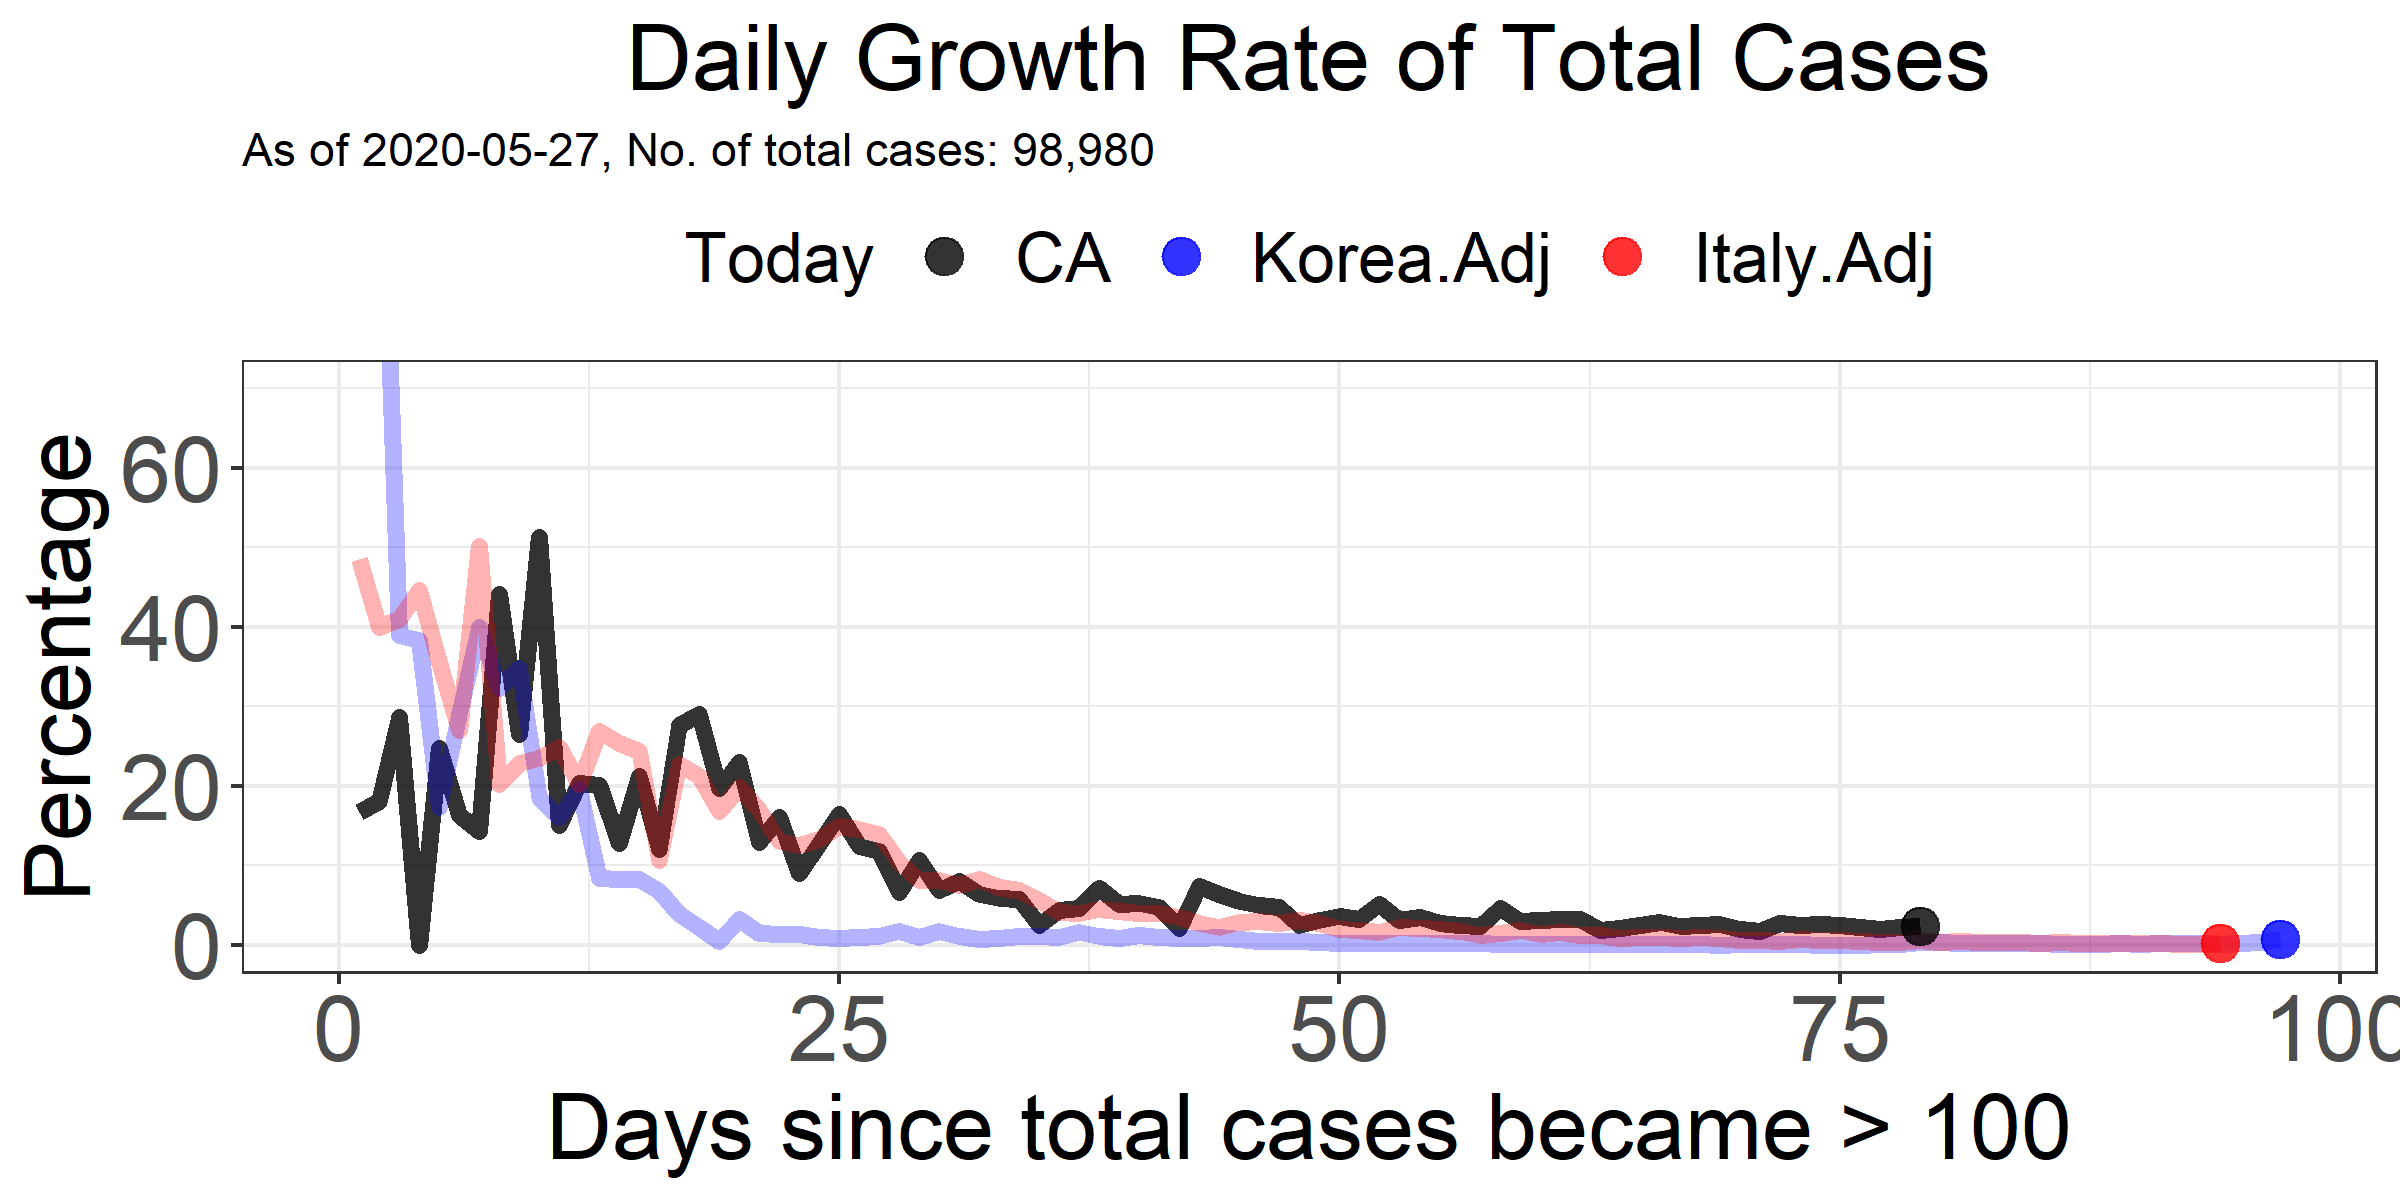 Daily Growth Rate of Total Cases
As of 2020-05-27, No. of total cases: 98,980
Today CA Korea.Adj Italy.Adj
Percentage
60
40
20
0
0 25 50 75 100
Days since total cases became > 100